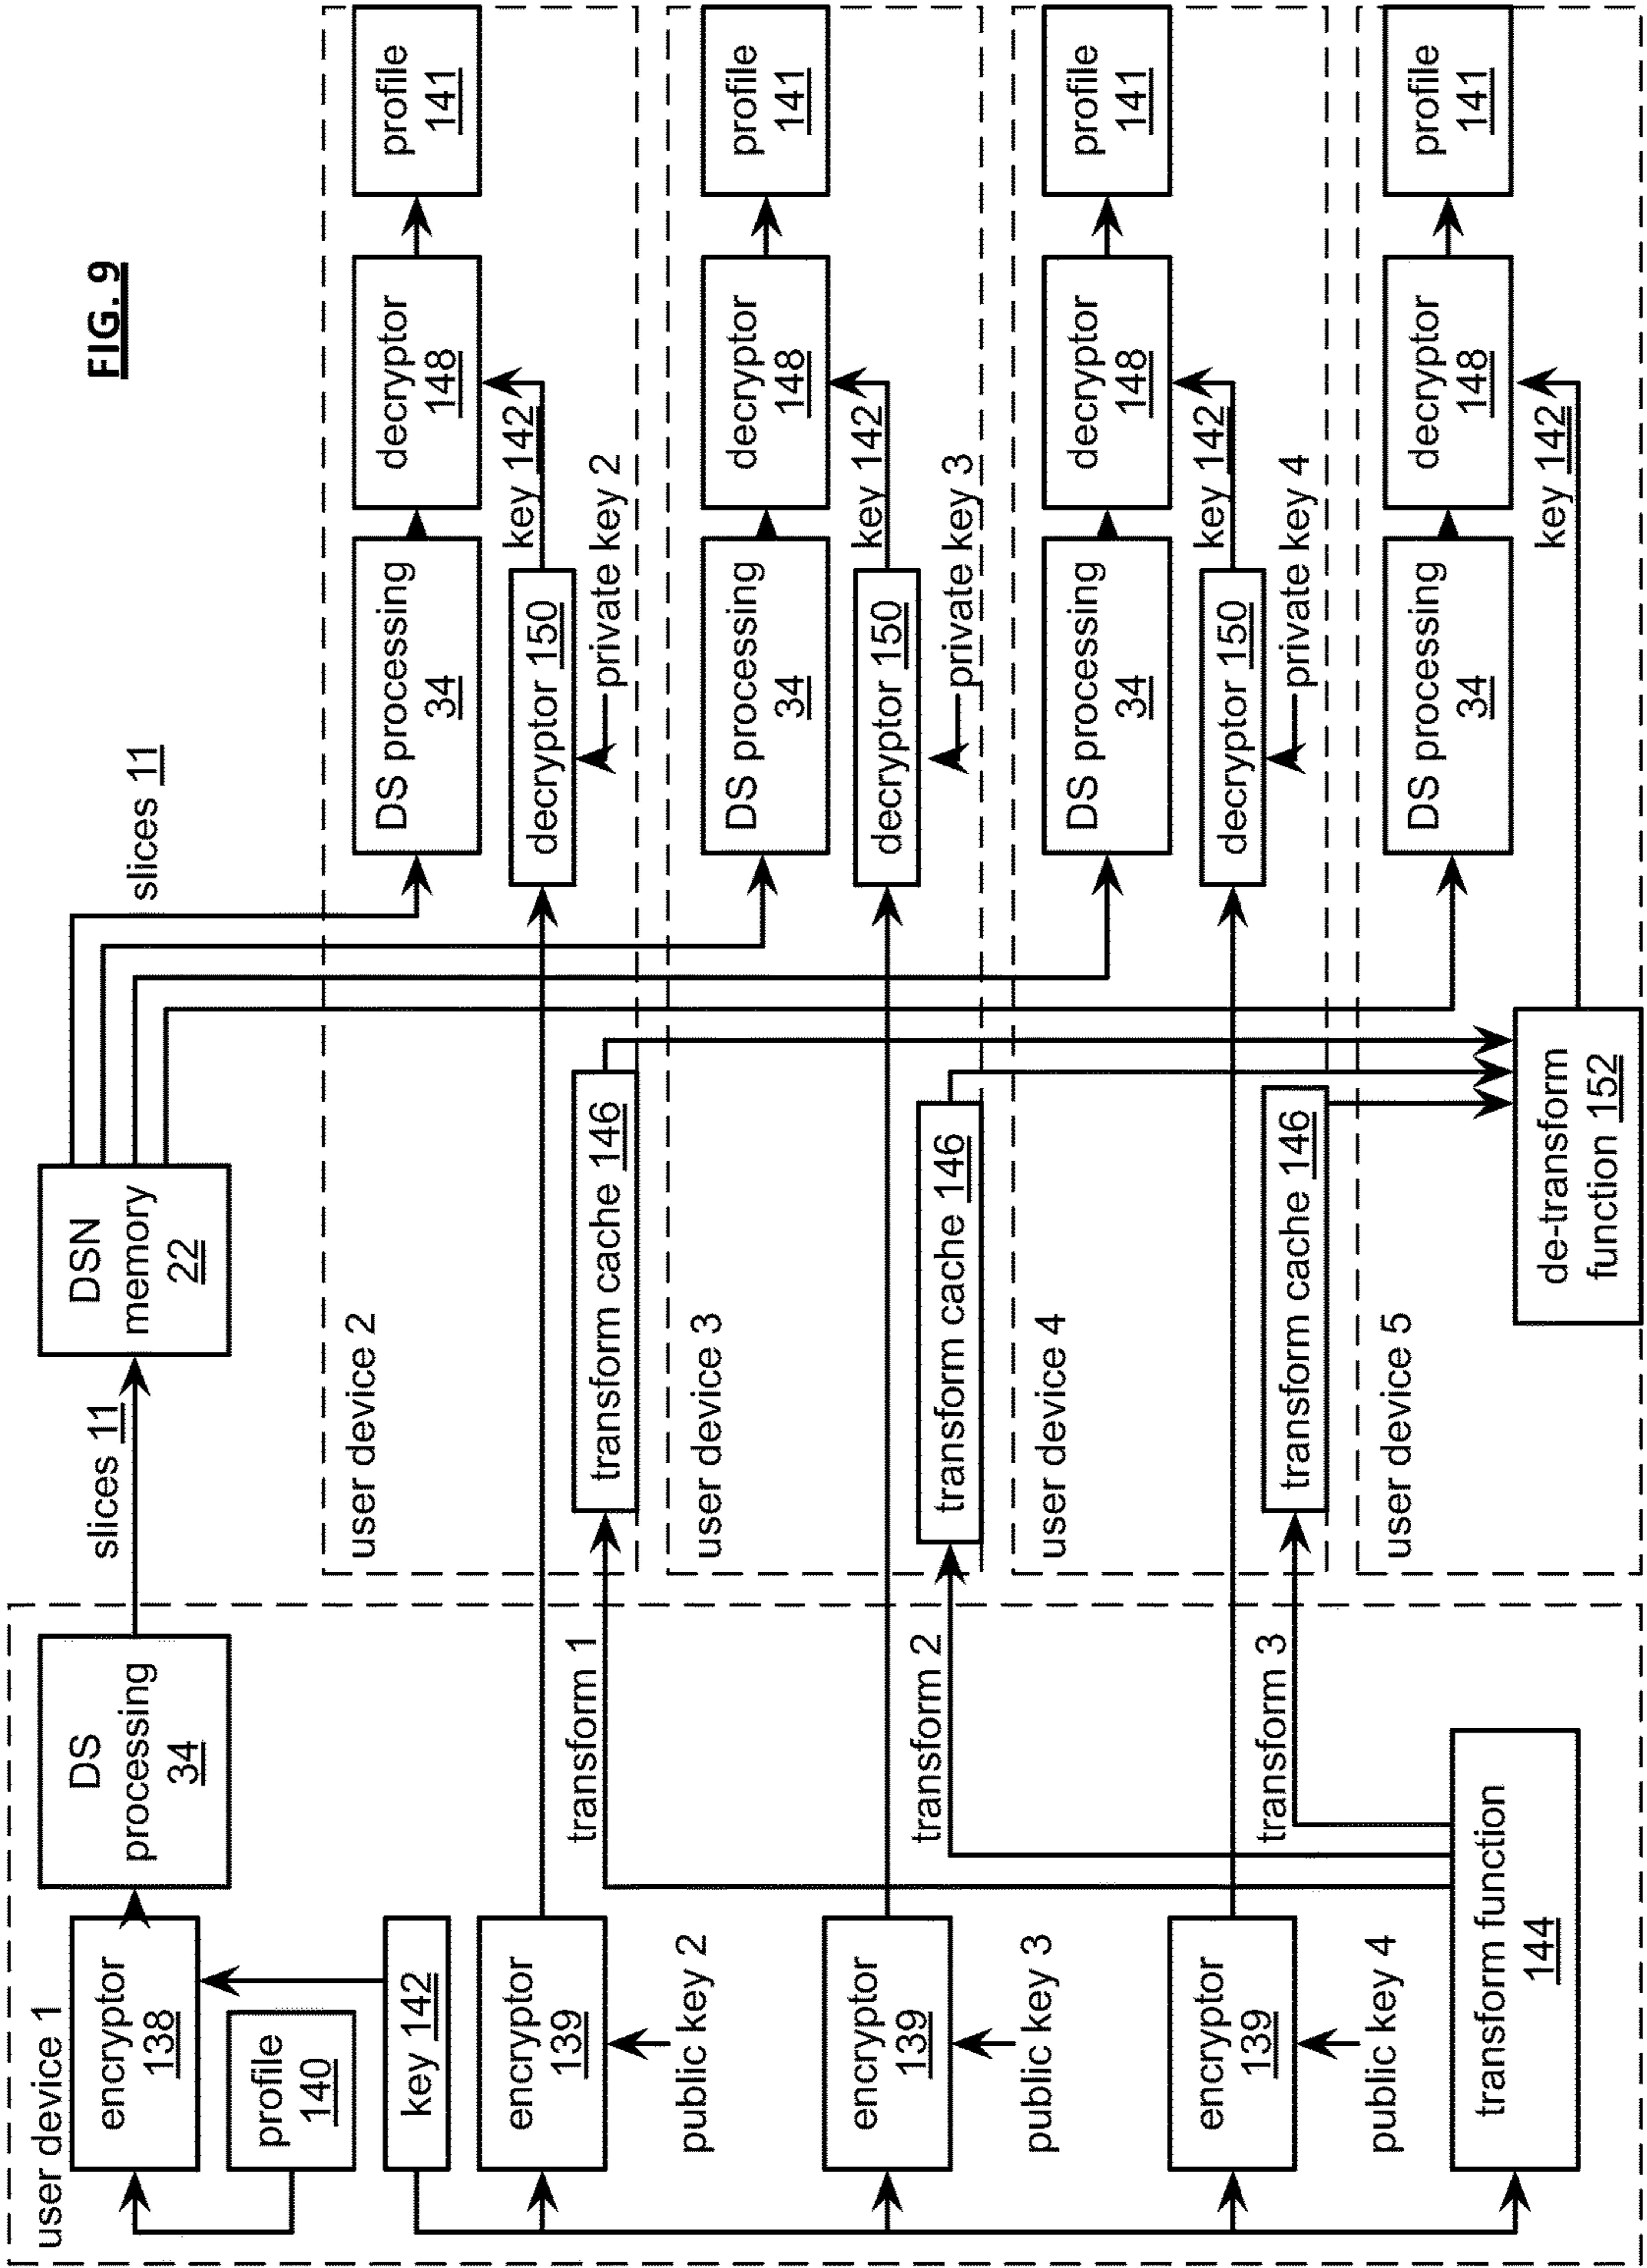 FIG. 9
user device 1
encryptor
138
profile
140
key 142
DS
processing
34
slices 11
DSN
memory
22
slices 11
encryptor
139
public key 2
encryptor
139
public key 3
encryptor
139
public key 4
transform function
144
transform 1
transform 2
transform 3
user device 2
transform cache 146
DS processing
34
decryptor 150
private key 2
key 142
decryptor
148
profile
141
user device 3
transform cache 146
DS processing
34
decryptor 150
private key 3
key 142
decryptor
148
profile
141
user device 4
transform cache 146
DS processing
34
decryptor 150
private key 4
key 142
decryptor
148
profile
141
user device 5
de-transform
function 152
DS processing
34
key 142
decryptor
148
profile
141